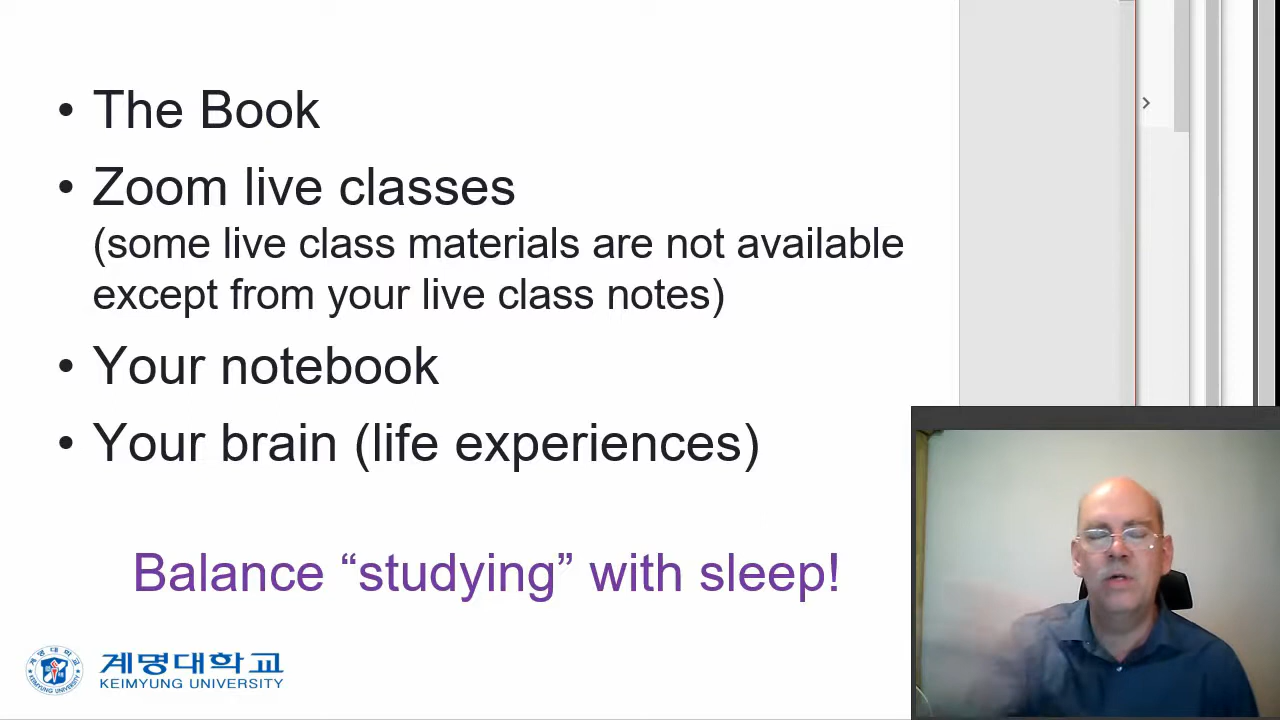 • The Book
• Zoom live classes
(some live class materials are not available
except from your live class notes)
• Your notebook
• Your brain (life experiences)
Balance “studying” with sleep!
계명대학교
KEIMYUNG UNIVERSITY